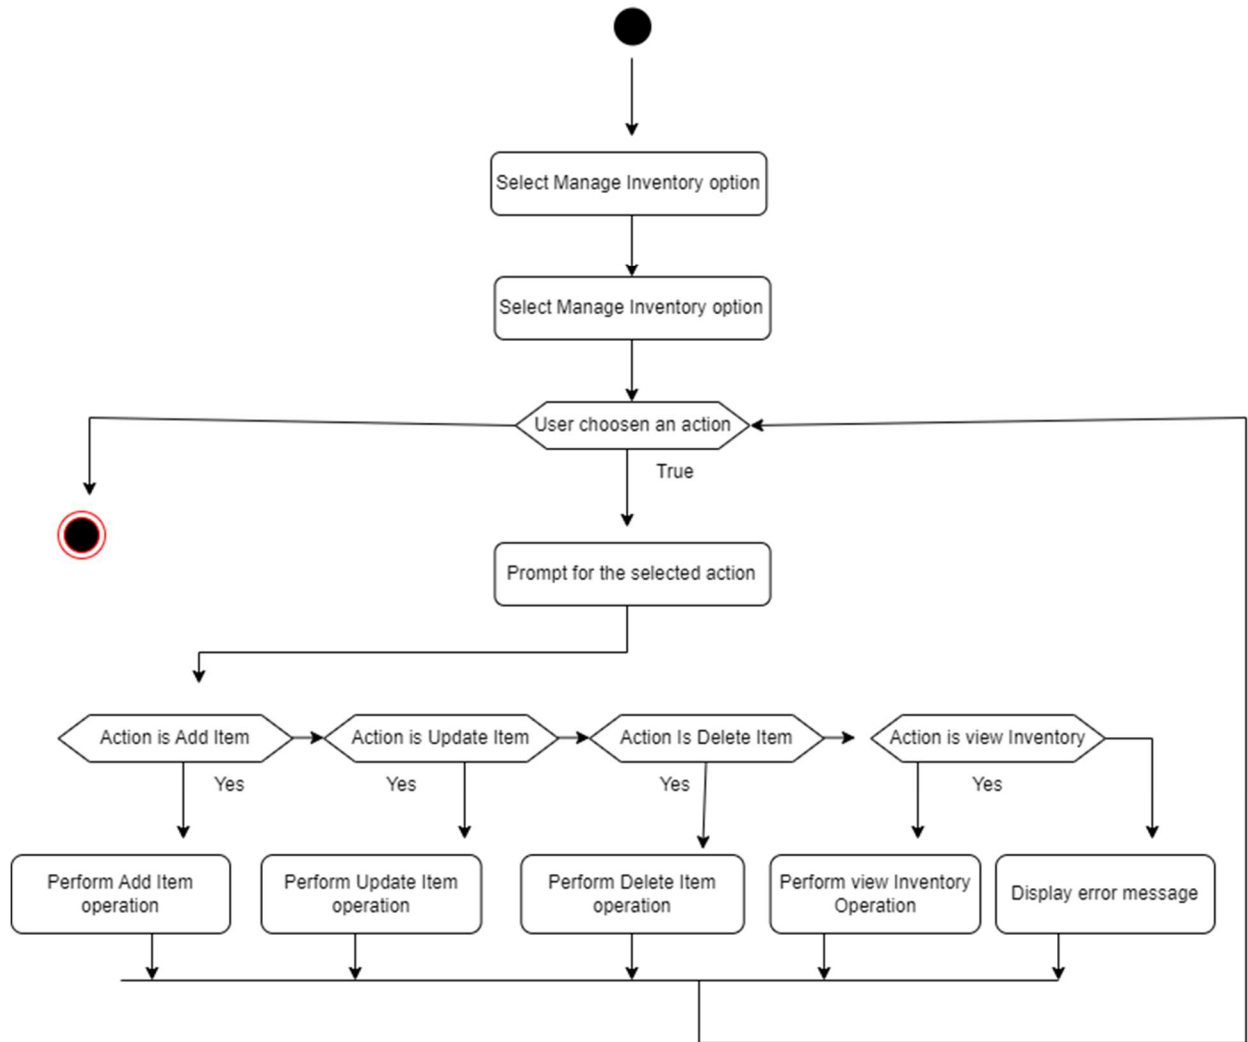 Select Manage Inventory option
Select Manage Inventory option
User choosen an action
True
Prompt for the selected action
Action is Add Item
Action is Update Item
Action Is Delete Item
Action is view Inventory
Yes
Yes
Yes
Yes
Perform Add Item
operation
Perform Update Item
operation
Perform Delete Item
operation
Perform view Inventory
Operation
Display error message